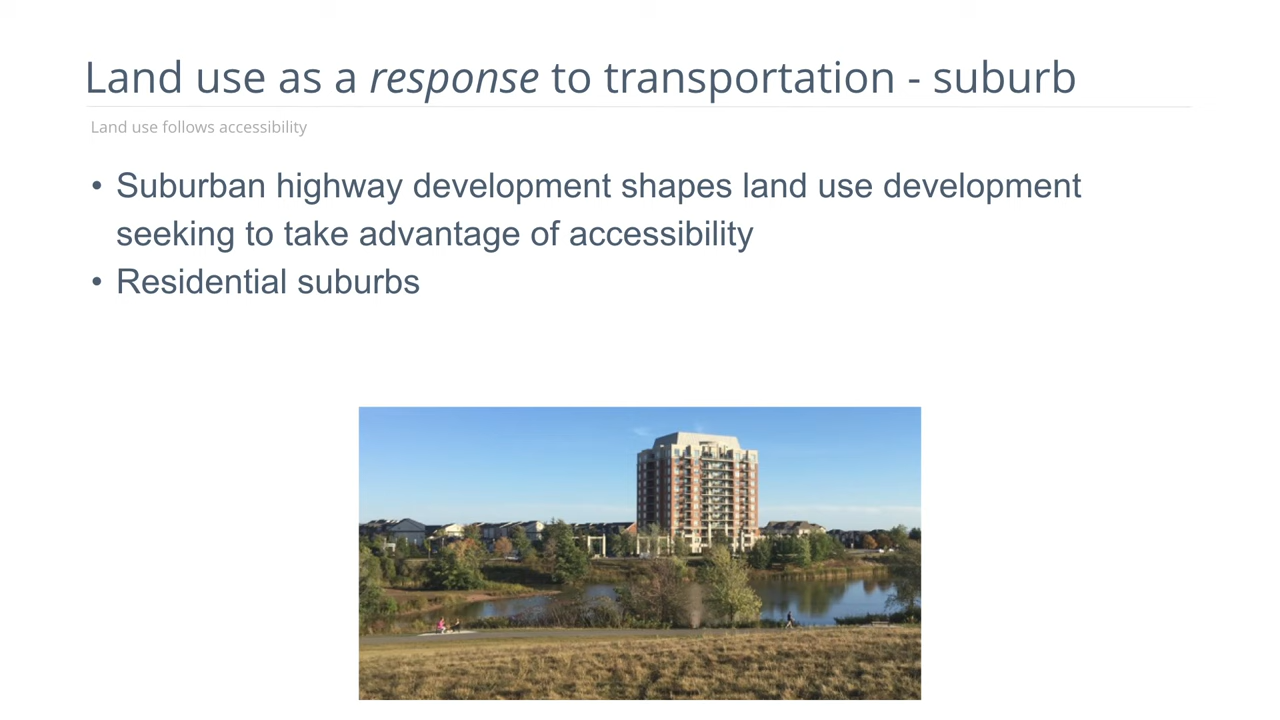 Land use as a response to transportation - suburb
Land use follows accessibility
• Suburban highway development shapes land use development
seeking to take advantage of accessibility
• Residential suburbs